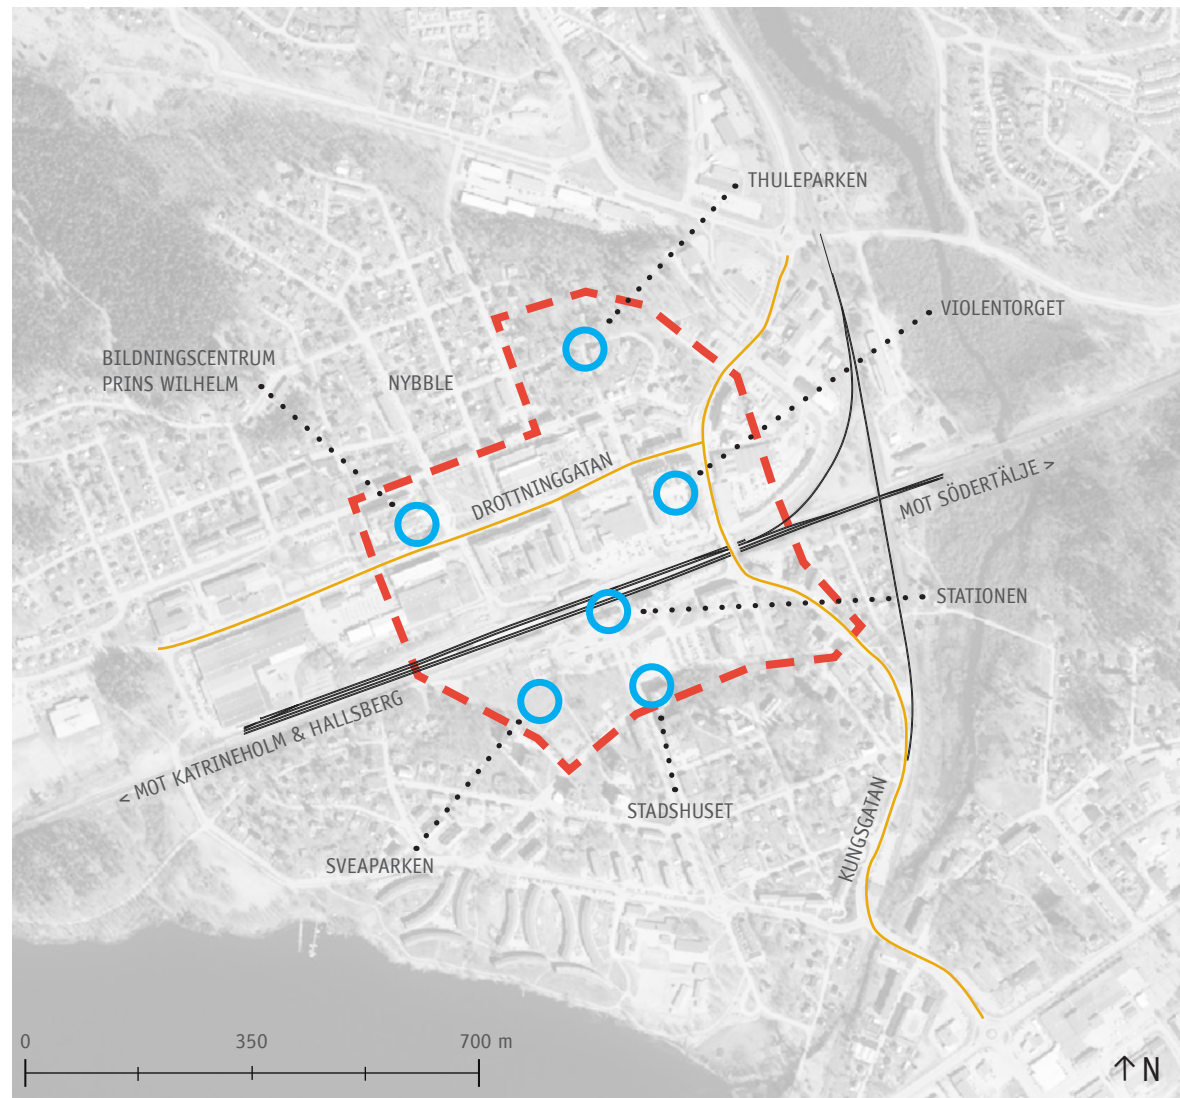 THULEPARKEN
VIOLENTORGET
BILDNINGSCENTRUM
PRINS WILHELM
NYBBLE
DROTTNINGGATAN
MOT SÖDERTÄLJE >
STATIONEN
< MOT KATRINEHOLM & HALLSBERG
STADSHUSET
KUNGSGATAN
SVEAPARKEN
0 350 700 m
↑ N